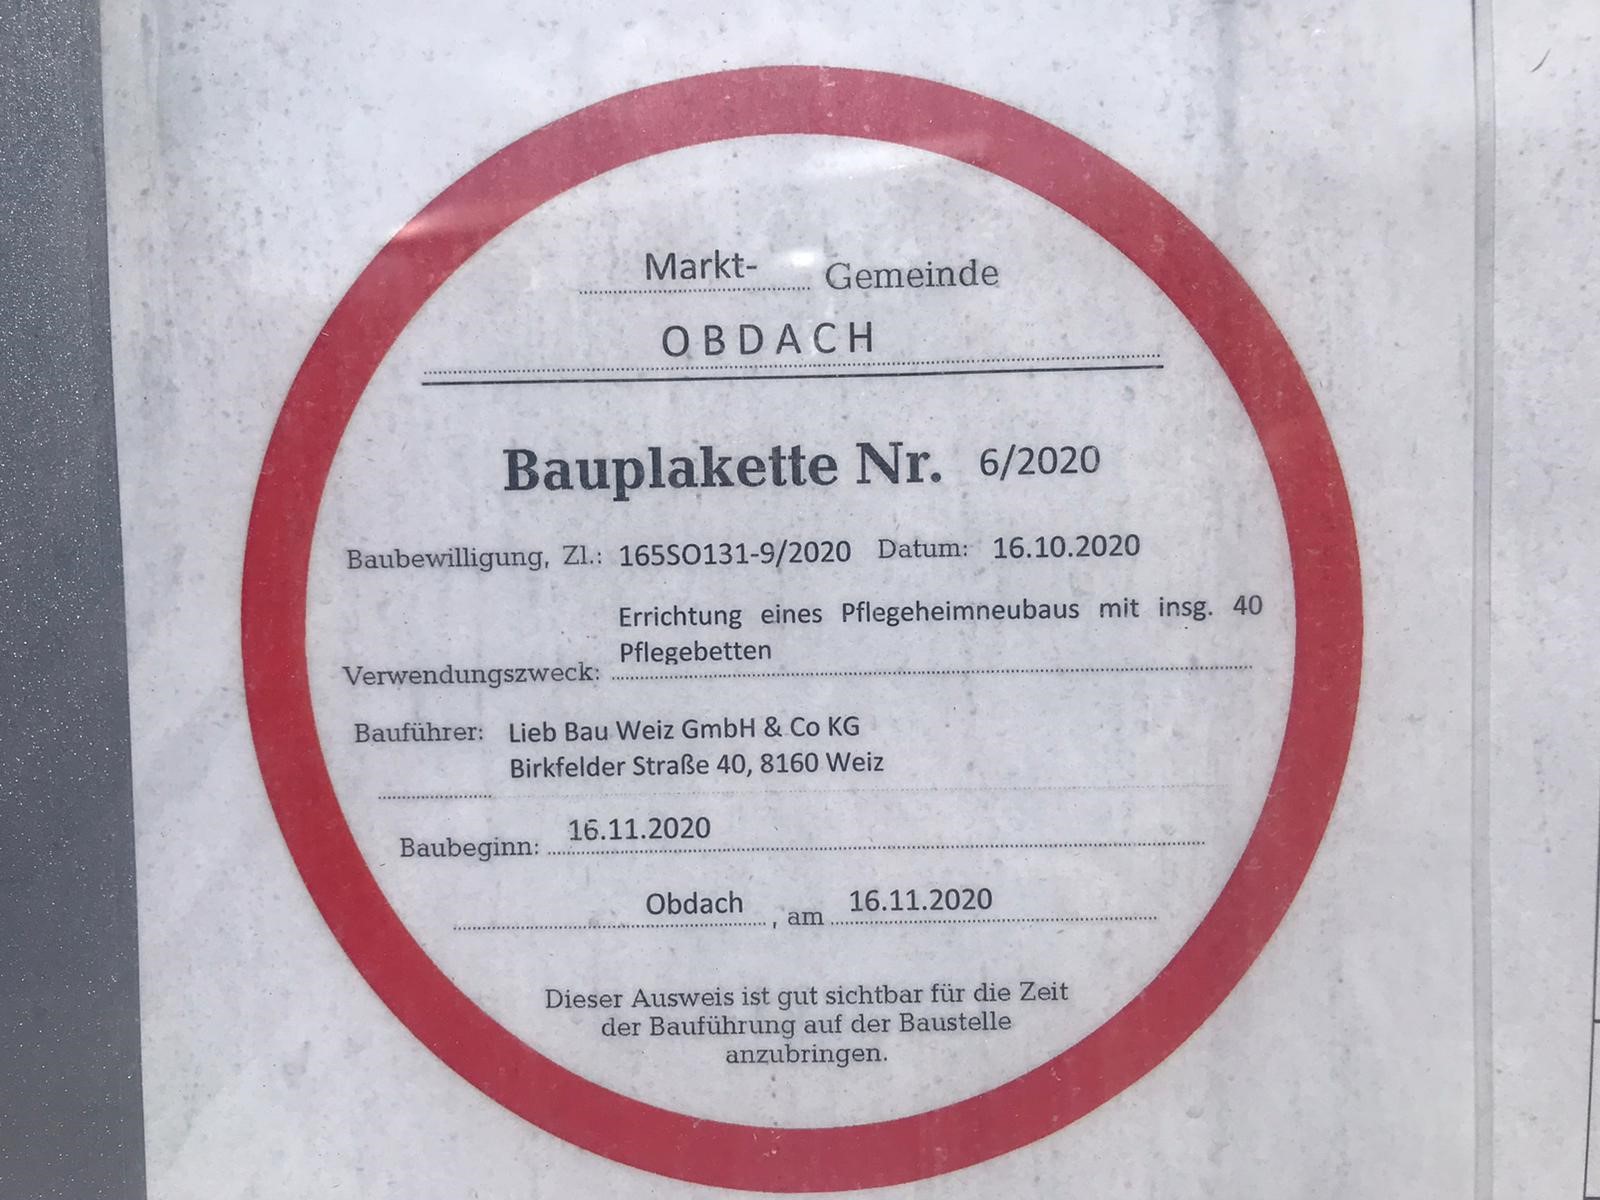 Markt- Gemeinde
OBDACH
Bauplakette Nr. 6/2020
Baubewilligung, Zl.: 165SO131-9/2020 Datum: 16.10.2020
Errichtung eines Pflegeheimneubaus mit insg. 40
Pflegebetten
Verwendungszweck:
Bauführer: Lieb Bau Weiz GmbH & Co KG
Birkfelder Straße 40, 8160 Weiz
Baubeginn: 16.11.2020
Obdach, am 16.11.2020
Dieser Ausweis ist gut sichtbar für die Zeit
der Bauführung auf der Baustelle
anzubringen.